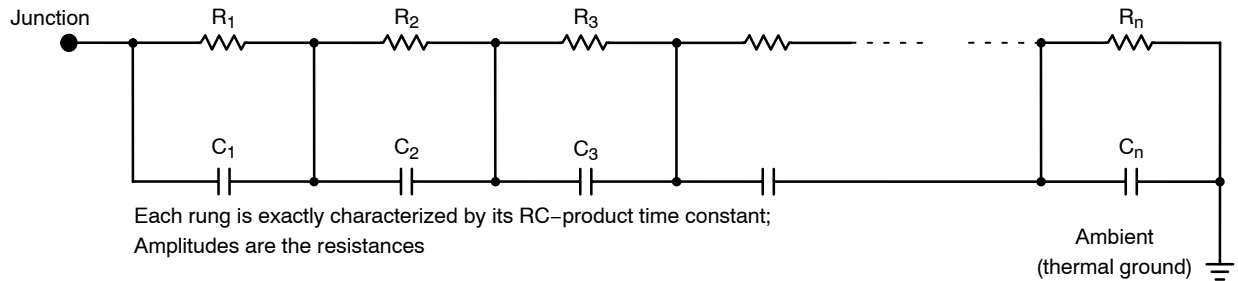 Junction
R1
R2
R3
Rn
C1
C2
C3
Cn
Each rung is exactly characterized by its RC−product time constant;
Amplitudes are the resistances
Ambient
(thermal ground)